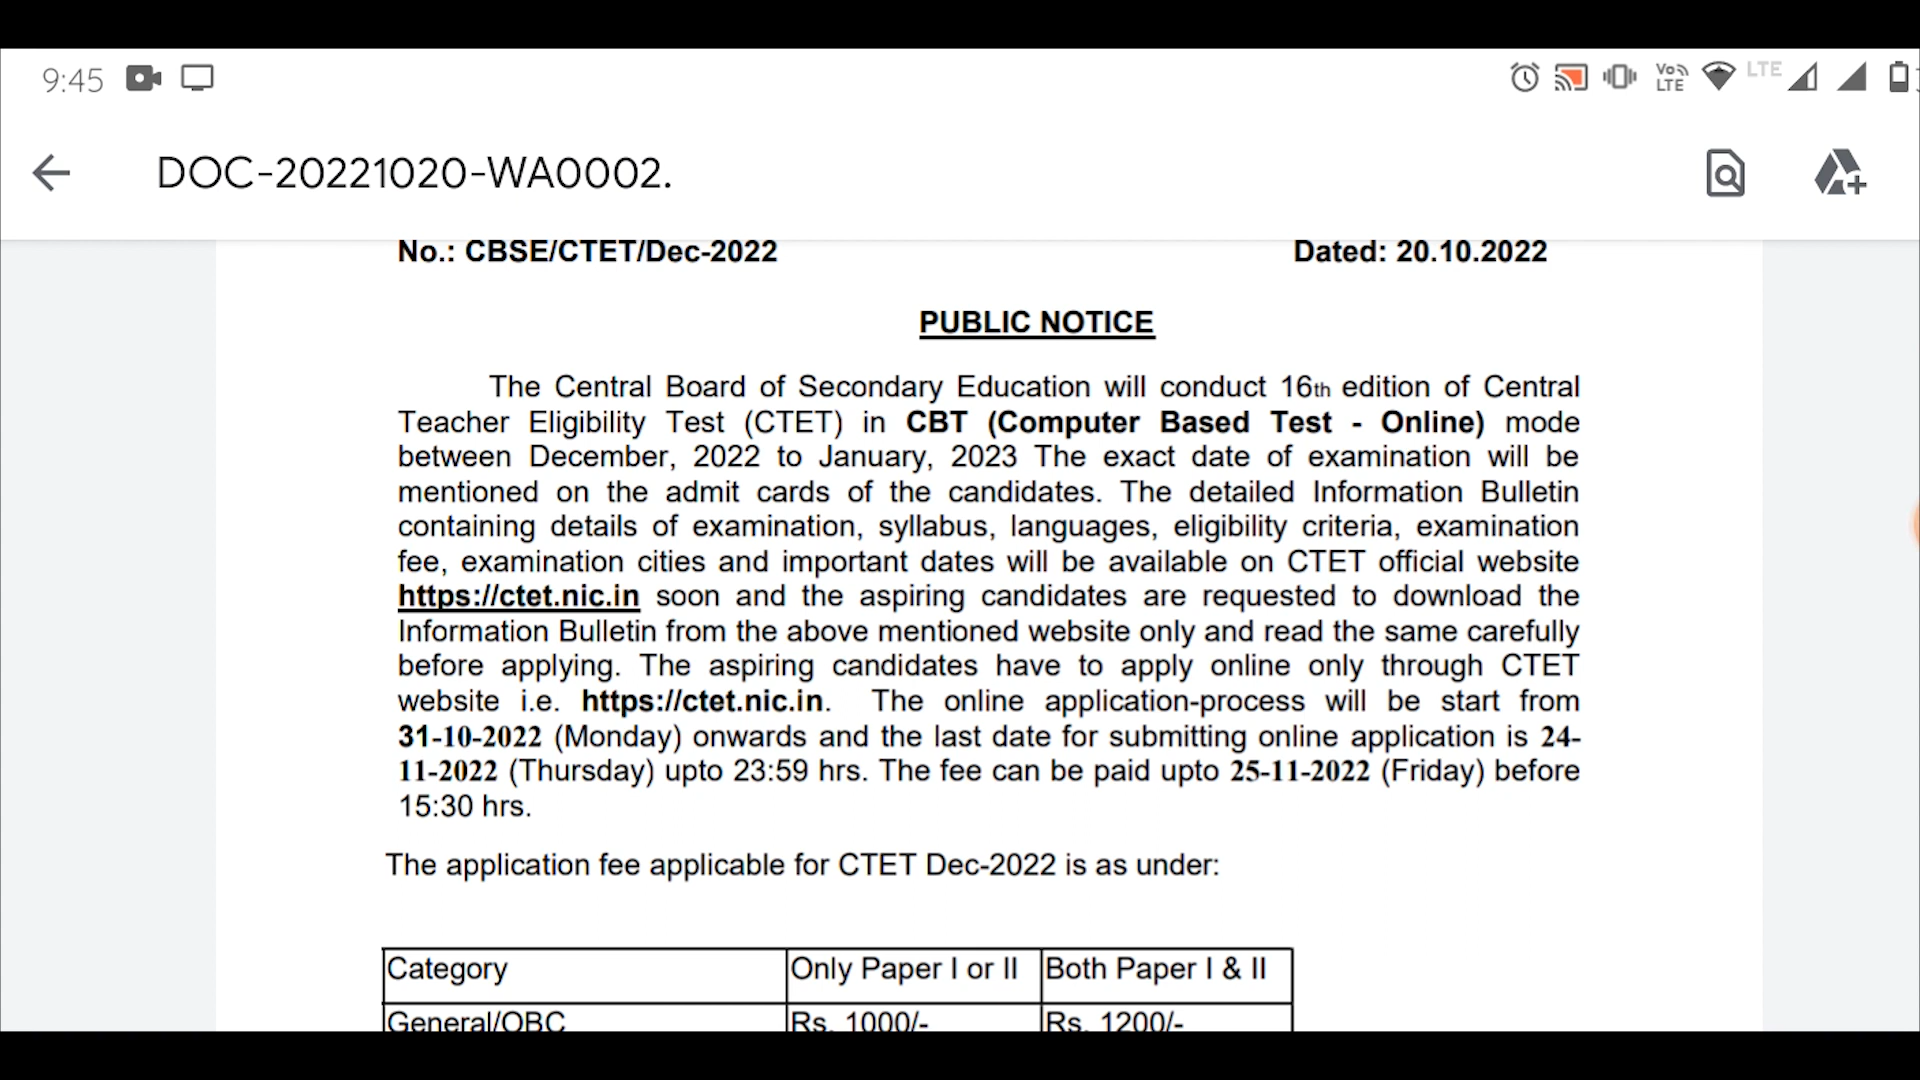 9:45 Vo LTE LTE
DOC-20221020-WA0002.
No.: CBSE/CTET/Dec-2022 Dated: 20.10.2022
PUBLIC NOTICE
The Central Board of Secondary Education will conduct 16th edition of Central
Teacher Eligibility Test (CTET) in CBT (Computer Based Test - Online) mode
between December, 2022 to January, 2023 The exact date of examination will be
mentioned on the admit cards of the candidates. The detailed Information Bulletin
containing details of examination, syllabus, languages, eligibility criteria, examination
fee, examination cities and important dates will be available on CTET official website
https://ctet.nic.in soon and the aspiring candidates are requested to download the
Information Bulletin from the above mentioned website only and read the same carefully
before applying. The aspiring candidates have to apply online only through CTET
website i.e. https://ctet.nic.in. The online application-process will be start from
31-10-2022 (Monday) onwards and the last date for submitting online application is 24-
11-2022 (Thursday) upto 23:59 hrs. The fee can be paid upto 25-11-2022 (Friday) before
15:30 hrs.
The application fee applicable for CTET Dec-2022 is as under:
Category Only Paper I or II Both Paper I & II
General/OBC Rs. 1000/- Rs. 1200/-